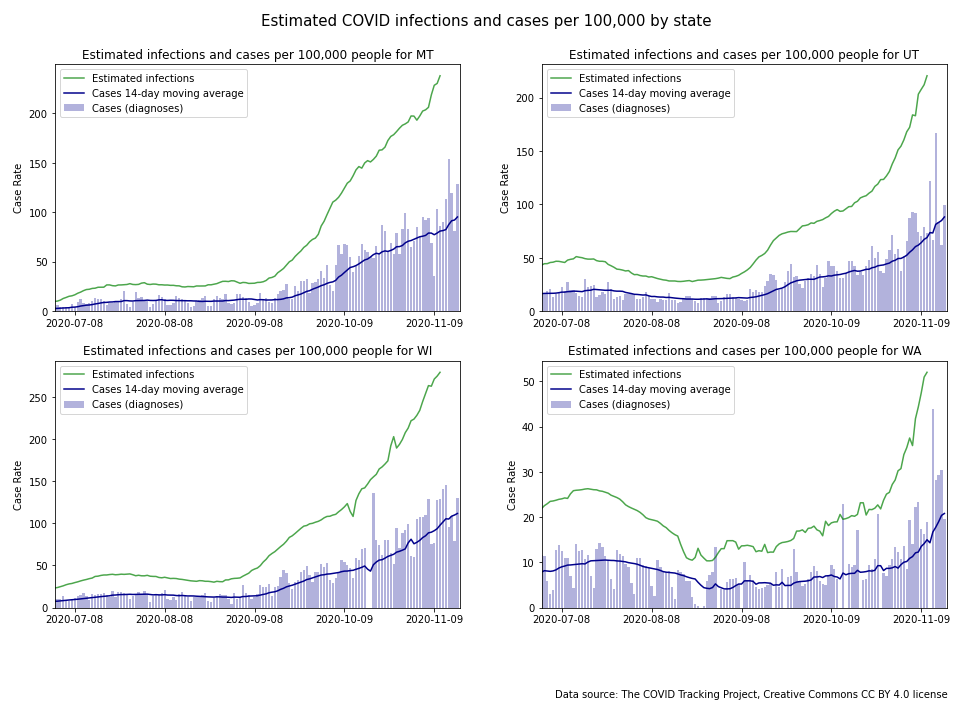 Estimated COVID infections and cases per 100,000 by state
Estimated infections and cases per 100,000 people for MT
Estimated infections
Cases 14-day moving average
Cases (diagnoses)
Case Rate
250
200
150
100
50
0
2020-07-08 2020-08-08 2020-09-08 2020-10-09 2020-11-09
Estimated infections and cases per 100,000 people for UT
Estimated infections
Cases 14-day moving average
Cases (diagnoses)
Case Rate
200
150
100
50
0
2020-07-08 2020-08-08 2020-09-08 2020-10-09 2020-11-09
Estimated infections and cases per 100,000 people for WI
Estimated infections
Cases 14-day moving average
Cases (diagnoses)
Case Rate
250
200
150
100
50
0
2020-07-08 2020-08-08 2020-09-08 2020-10-09 2020-11-09
Estimated infections and cases per 100,000 people for WA
Estimated infections
Cases 14-day moving average
Cases (diagnoses)
Case Rate
50
40
30
20
10
0
2020-07-08 2020-08-08 2020-09-08 2020-10-09 2020-11-09
Data source: The COVID Tracking Project, Creative Commons CC BY 4.0 license